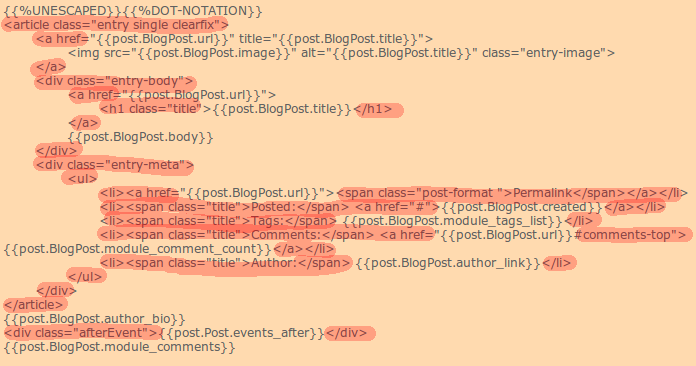 {{%UNESCAPED}}{{%DOT-NOTATION}}
<article class="entry single clearfix">
<a href="{{post.BlogPost.url}}" title="{{post.BlogPost.title}}">
<img src="{{post.BlogPost.image}}" alt="{{post.BlogPost.title}}" class="entry-image">
</a>
<div class="entry-body">
<a href="{{post.BlogPost.url}}">
<h1 class="title">{{post.BlogPost.title}}</h1>
</a>
{{post.BlogPost.body}}
</div>
<div class="entry-meta">
<ul>
<li><a href="{{post.BlogPost.url}}"><span class="post-format ">Permalink</span></a></li>
<li><span class="title">Posted:</span> <a href="#">{{post.BlogPost.created}}</a></li>
<li><span class="title">Tags:</span> {{post.BlogPost.module_tags_list}}</li>
<li><span class="title">Comments:</span> <a href="{{post.BlogPost.url}}#comments-top">
{{post.BlogPost.module_comment_count}}</a></li>
<li><span class="title">Author:</span> {{post.BlogPost.author_link}}</li>
</ul>
</div>
</article>
{{post.BlogPost.author_bio}}
<div class="afterEvent">{{post.Post.events_after}}</div>
{{post.BlogPost.module_comments}}